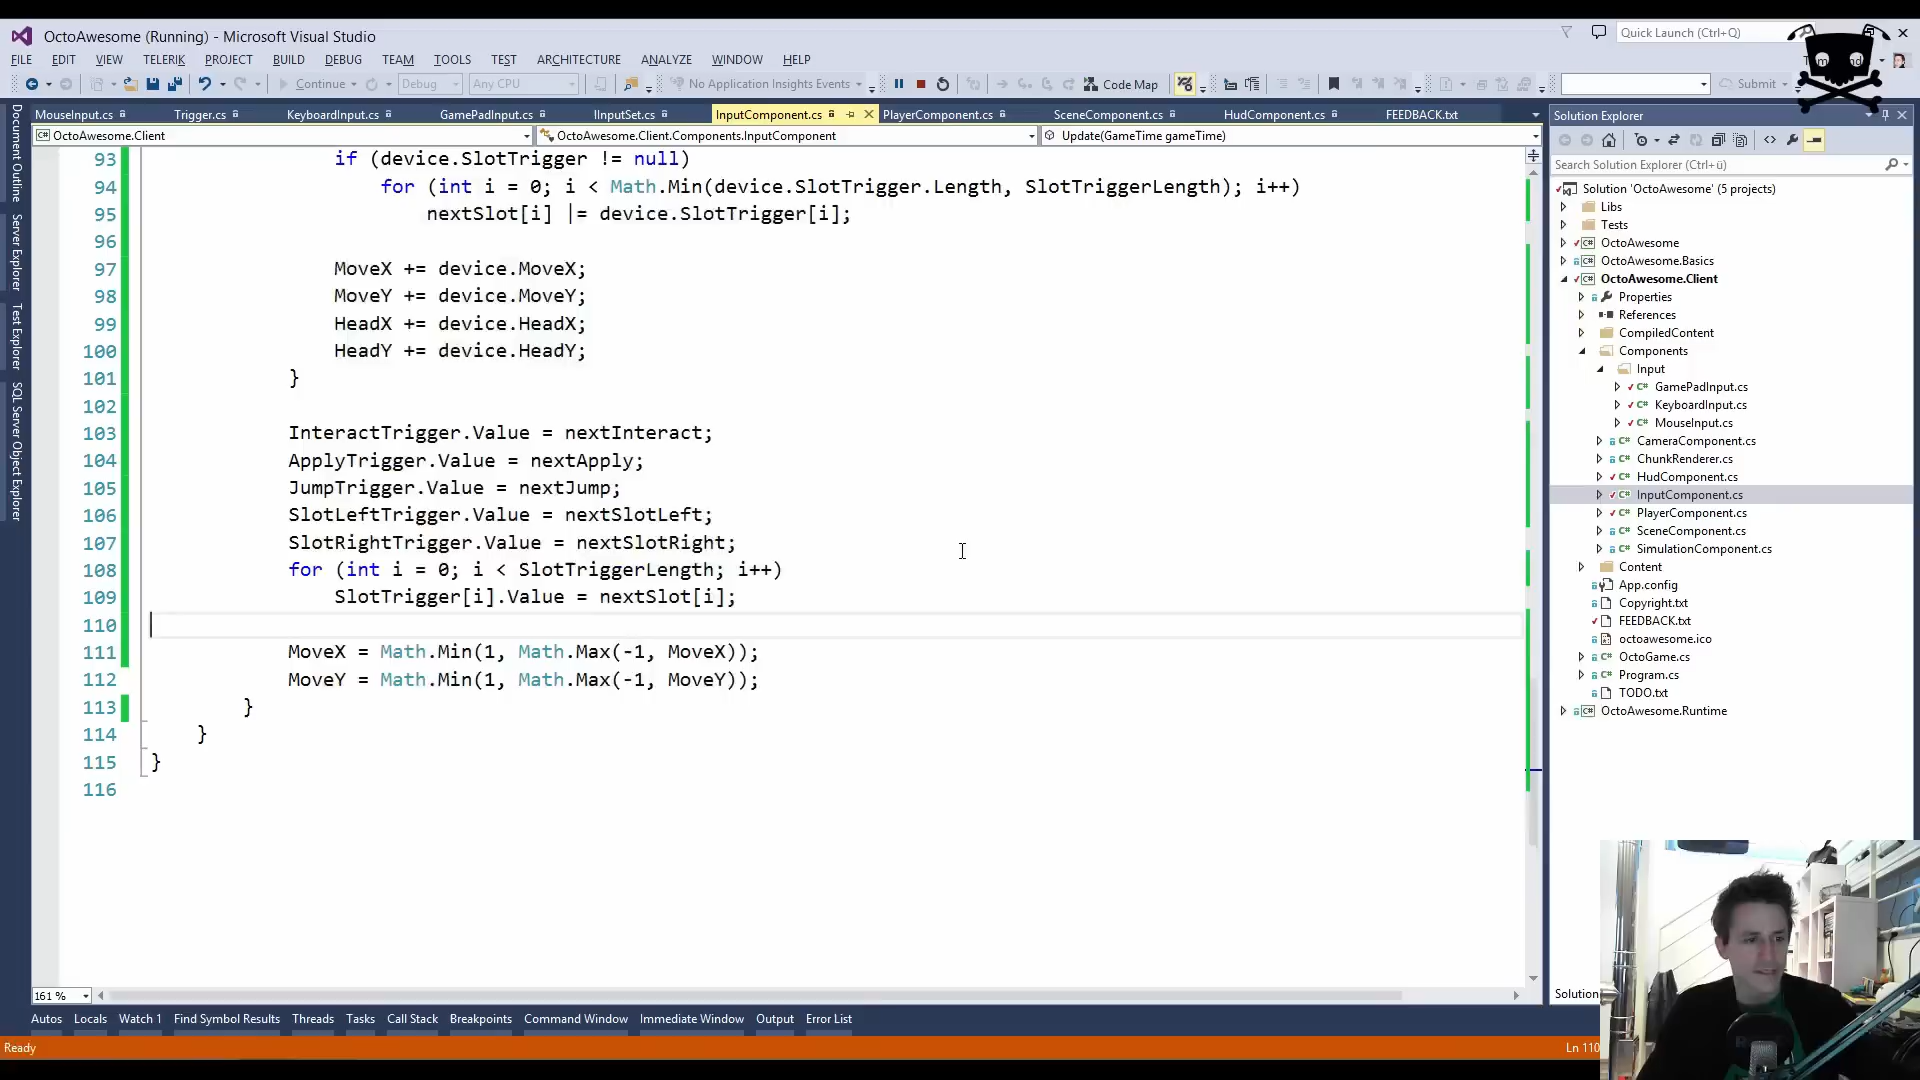 OctoAwesome (Running) - Microsoft Visual Studio
Quick Launch (Ctrl+Q)
FILE EDIT VIEW TELERIK PROJECT BUILD DEBUG TEAM TOOLS TEST ARCHITECTURE ANALYZE WINDOW HELP
Continue Debug Any CPU No Application Insights Events Code Map Submit
MouseInput.cs Trigger.cs KeyboardInput.cs GamePadInput.cs IInputSet.cs InputComponent.cs PlayerComponent.cs SceneComponent.cs HudComponent.cs FEEDBACK.txt
OctoAwesome.Client OctoAwesome.Client.Components.InputComponent Update(GameTime gameTime)
Document Outline
Server Explorer
Test Explorer
SQL Server Object Explorer
93 if (device.SlotTrigger != null)
94 for (int i = 0; i < Math.Min(device.SlotTrigger.Length, SlotTriggerLength); i++)
95 nextSlot[i] |= device.SlotTrigger[i];
96
97 MoveX += device.MoveX;
98 MoveY += device.MoveY;
99 HeadX += device.HeadX;
100 HeadY += device.HeadY;
101 }
102
103 InteractTrigger.Value = nextInteract;
104 ApplyTrigger.Value = nextApply;
105 JumpTrigger.Value = nextJump;
106 SlotLeftTrigger.Value = nextSlotLeft;
107 SlotRightTrigger.Value = nextSlotRight;
108 for (int i = 0; i < SlotTriggerLength; i++)
109 SlotTrigger[i].Value = nextSlot[i];
110
111 MoveX = Math.Min(1, Math.Max(-1, MoveX));
112 MoveY = Math.Min(1, Math.Max(-1, MoveY));
113 }
114 }
115 }
116
161 %
Solution Explorer
Search Solution Explorer (Ctrl+ü)
Solution 'OctoAwesome' (5 projects)
Libs
Tests
OctoAwesome
OctoAwesome.Basics
OctoAwesome.Client
Properties
References
CompiledContent
Components
Input
GamePadInput.cs
KeyboardInput.cs
MouseInput.cs
CameraComponent.cs
ChunkRenderer.cs
HudComponent.cs
InputComponent.cs
PlayerComponent.cs
SceneComponent.cs
SimulationComponent.cs
Content
App.config
Copyright.txt
FEEDBACK.txt
octoawesome.ico
OctoGame.cs
Program.cs
TODO.txt
OctoAwesome.Runtime
Solution
Autos Locals Watch 1 Find Symbol Results Threads Tasks Call Stack Breakpoints Command Window Immediate Window Output Error List
Ready
Ln 110